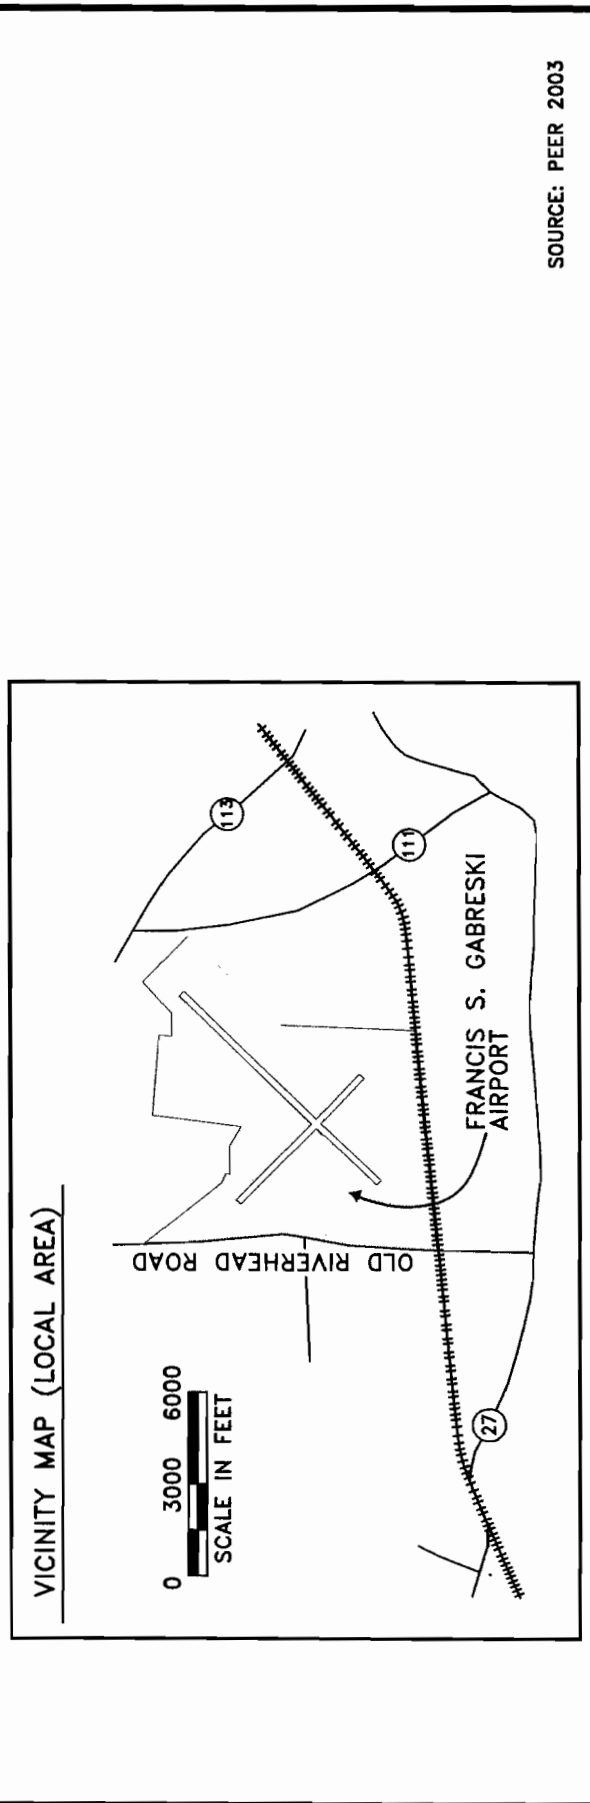 VICINITY MAP (LOCAL AREA)
0 3000 6000
SCALE IN FEET
OLD RIVERHEAD ROAD
113
111
27
FRANCIS S. GABRESKI
AIRPORT
SOURCE: PEER 2003